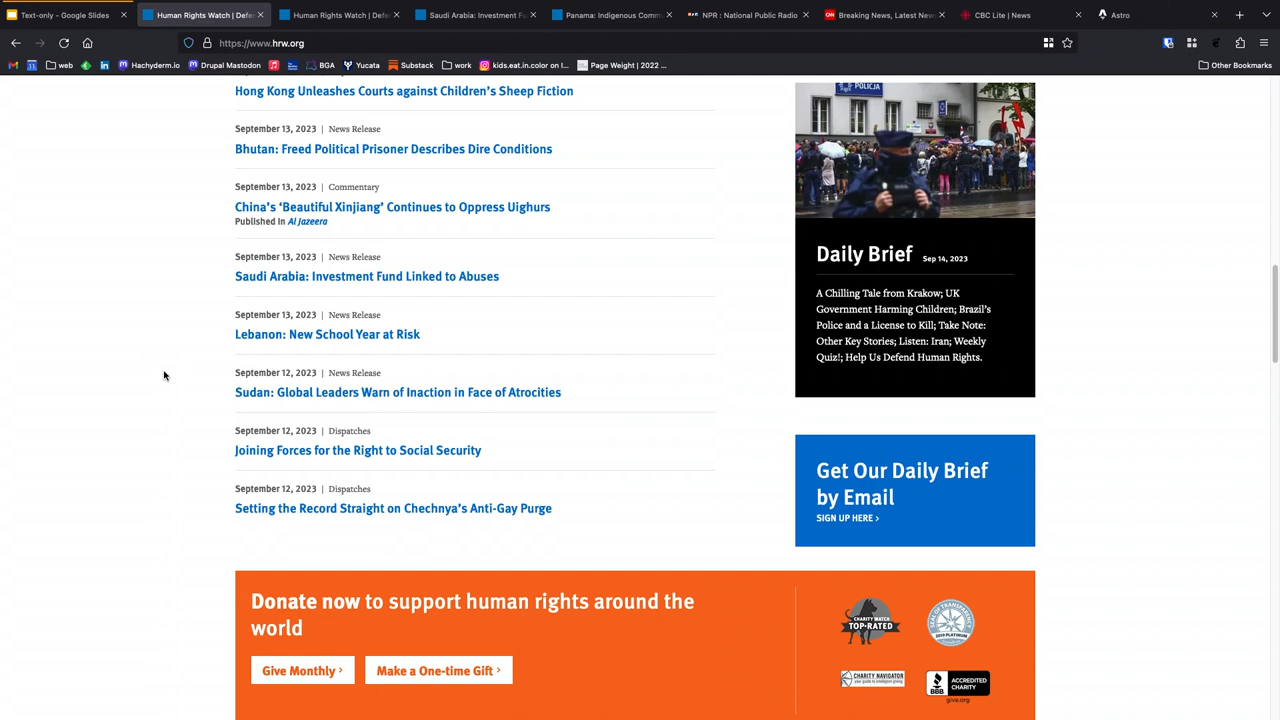 Text-only – Google Slides
Human Rights Watch | Defe
Human Rights Watch | Defe
Saudi Arabia: Investment Fu
Panama: Indigenous Comm
NPR : National Public Radio
Breaking News, Latest News
CBC Lite | News
Astro
https://www.hrw.org
web
Hachyderm.io
Drupal Mastodon
BGA
Yucata
Substack
work
kids.eat.in.color on I...
Page Weight | 2022 ...
Other Bookmarks
Hong Kong Unleashes Courts against Children’s Sheep Fiction
September 13, 2023 | News Release
Bhutan: Freed Political Prisoner Describes Dire Conditions
September 13, 2023 | Commentary
China’s ‘Beautiful Xinjiang’ Continues to Oppress Uighurs
Published In Al Jazeera
September 13, 2023 | News Release
Saudi Arabia: Investment Fund Linked to Abuses
September 13, 2023 | News Release
Lebanon: New School Year at Risk
September 12, 2023 | News Release
Sudan: Global Leaders Warn of Inaction in Face of Atrocities
September 12, 2023 | Dispatches
Joining Forces for the Right to Social Security
September 12, 2023 | Dispatches
Setting the Record Straight on Chechnya’s Anti-Gay Purge
POLICJA
Daily Brief Sep 14, 2023
A Chilling Tale from Krakow; UK
Government Harming Children; Brazil’s
Police and a License to Kill; Take Note:
Other Key Stories; Listen: Iran; Weekly
Quiz!; Help Us Defend Human Rights.
Get Our Daily Brief
by Email
SIGN UP HERE >
Donate now to support human rights around the
world
Give Monthly >
Make a One-time Gift >
CHARITY WATCH
TOP-RATED
SEAL OF TRANSPARENCY
2019 PLATINUM
CHARITY NAVIGATOR
BBB
ACCREDITED
CHARITY
give.org